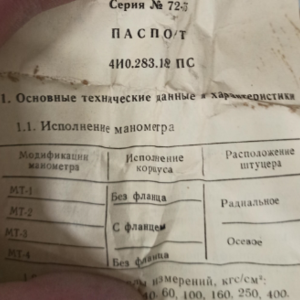 Серия № 72-
ПАСПОРТ
4И0.283.18 ПС
1. Основные технические данные и характеристики
1.1. Исполнение манометра
Модификация манометра
Исполнение корпуса
Расположение штуцера
МТ-1
Без фланца
Радиальное
МТ-2
С фланцем
МТ-3
Осевое
МТ-4
Без фланца
измерений, кгс/см²:
60, 100, 160, 250, 400.